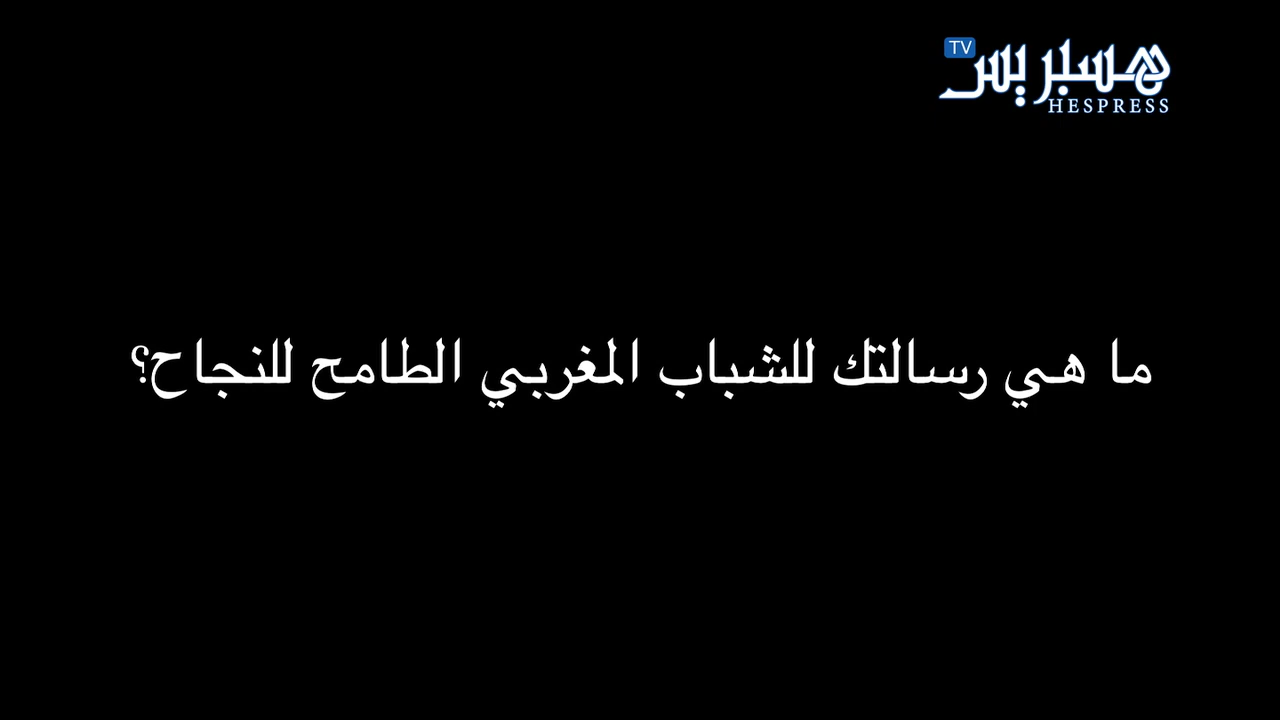 TV
هسبريس
HESPRESS
ما هي رسالتك للشباب المغربي الطامح للنجاح؟